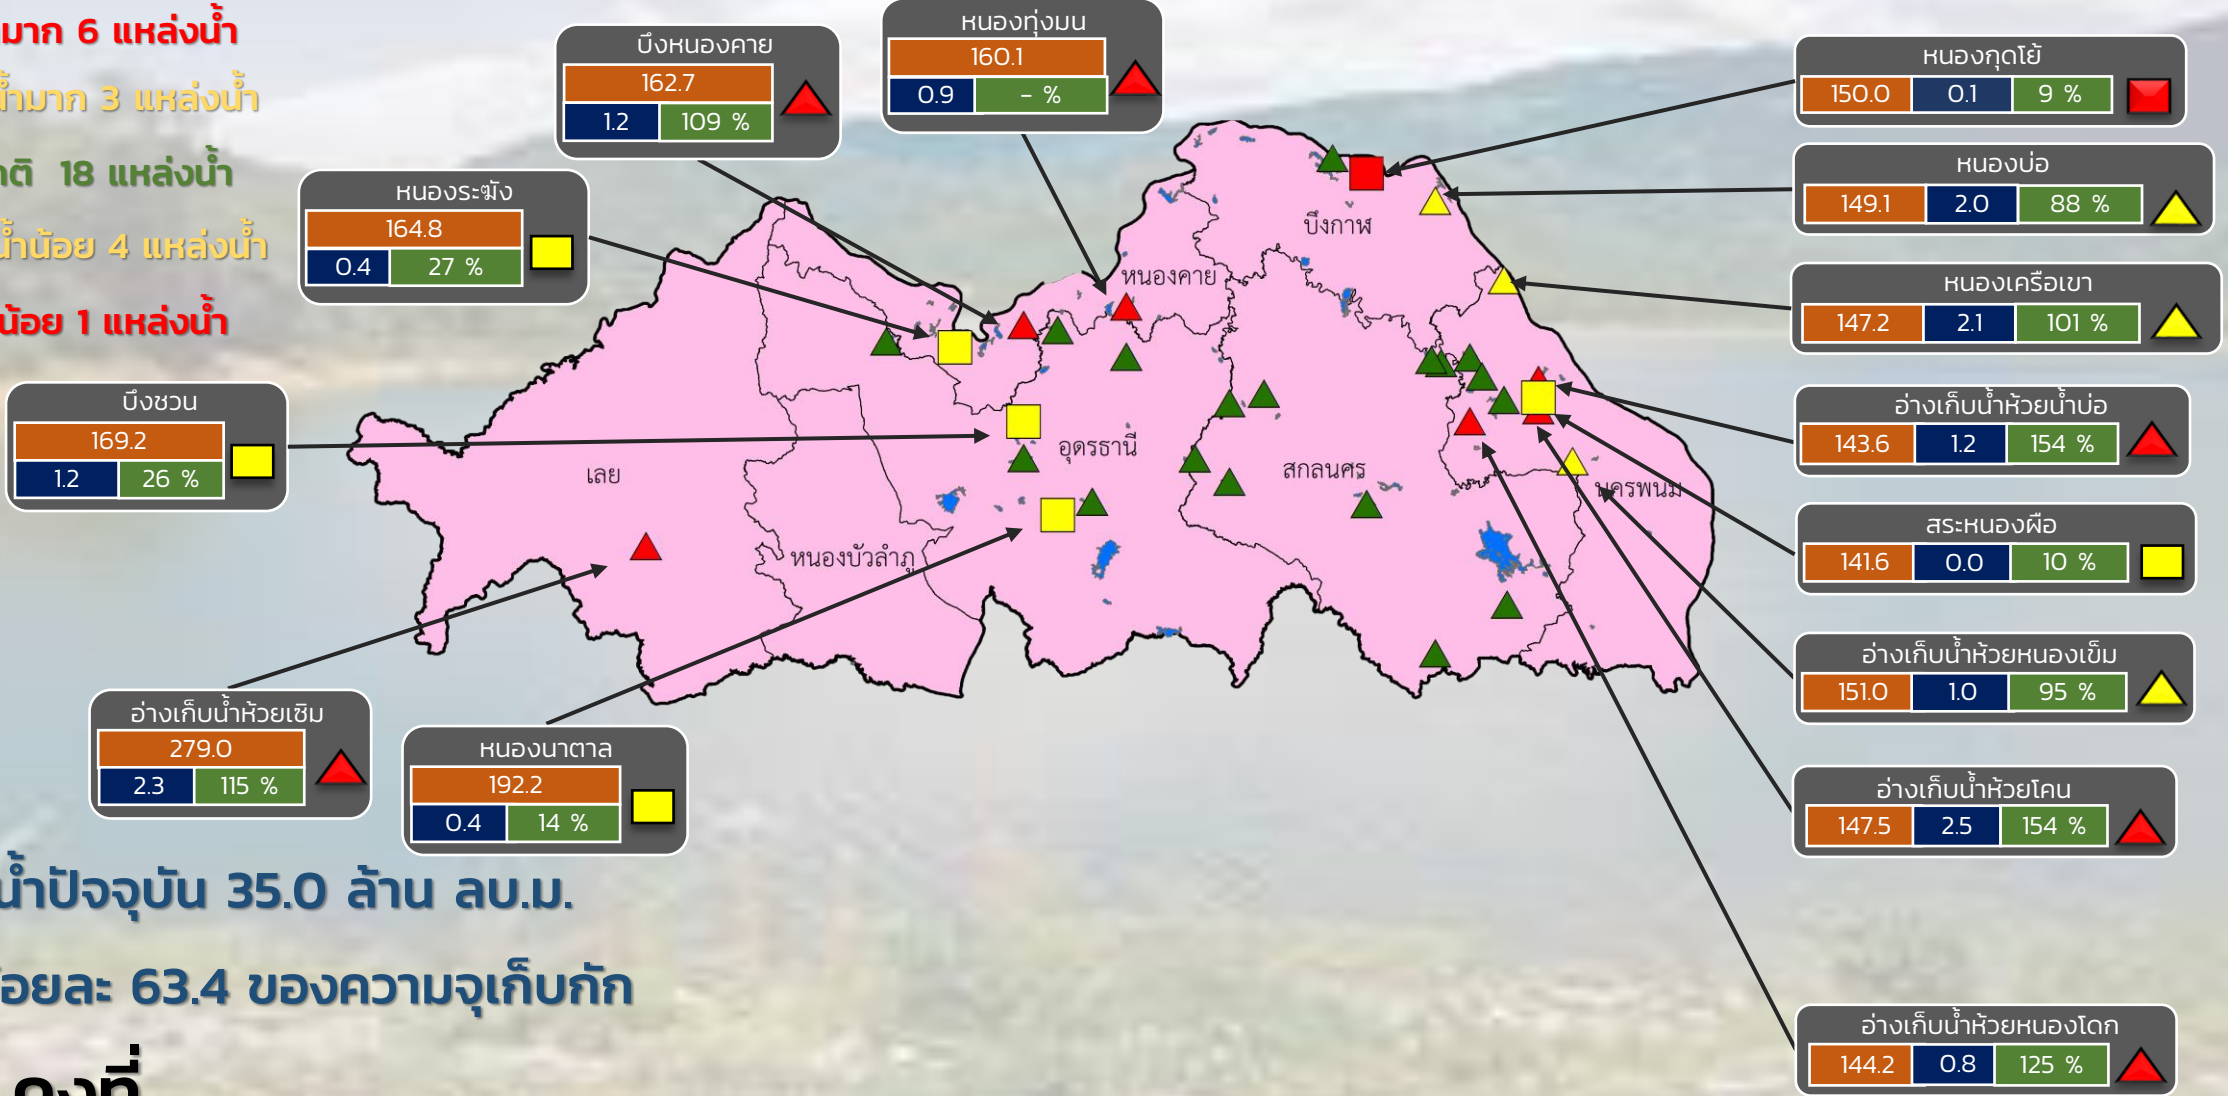 มาก 6 แหล่งน้ำ
น้ำมาก 3 แหล่งน้ำ
18 แหล่งน้ำ
น้ำน้อย 4 แหล่งน้ำ
น้อย 1 แหล่งน้ำ
บึงหนองคาย
162.7
1.2 109 %
หนองทุ่งมน
160.1
0.9 - %
หนองระฆัง
164.8
0.4 27 %
บึงชวน
169.2
1.2 26 %
อ่างเก็บน้ำห้วยเซิม
279.0
2.3 115 %
หนองนาตาล
192.2
0.4 14 %
บึงกาฬ
หนองคาย
อุดรธานี
เลย
สกลนคร
นครพนม
หนองบัวลำภู
หนองกุดโย้
150.0 0.1 9 %
หนองบ่อ
149.1 2.0 88 %
หนองเครือเขา
147.2 2.1 101 %
อ่างเก็บน้ำห้วยน้ำบ่อ
143.6 1.2 154 %
สระหนองผือ
141.6 0.0 10 %
อ่างเก็บน้ำห้วยหนองเข็ม
151.0 1.0 95 %
อ่างเก็บน้ำห้วยโคน
147.5 2.5 154 %
อ่างเก็บน้ำห้วยหนองโดก
144.2 0.8 125 %
น้ำปัจจุบัน 35.0 ล้าน ลบ.ม.
อยละ 63.4 ของความจุเก็บกัก
คงที่